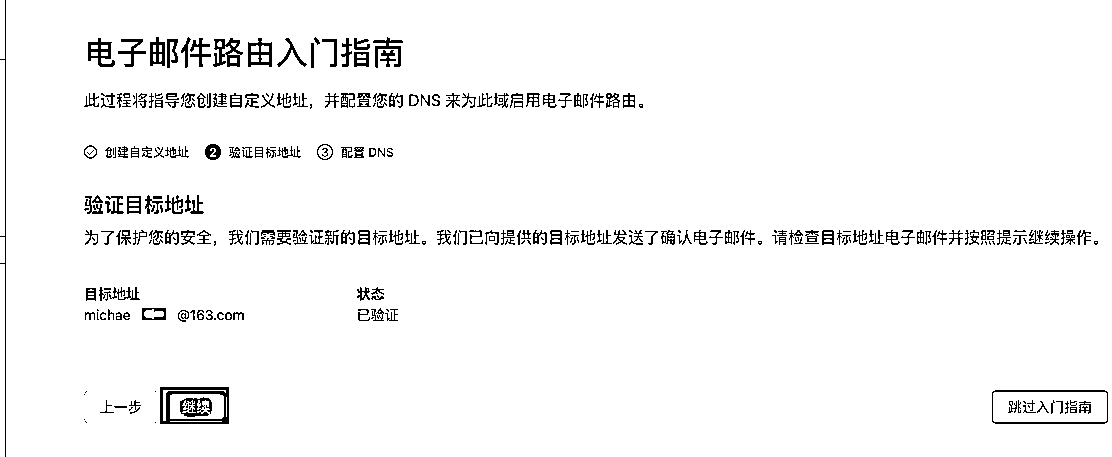 电子邮件路由入门指南
此过程将指导您创建自定义地址，并配置您的 DNS 来为此域启用电子邮件路由。
创建自定义地址 2 验证目标地址 3 配置 DNS
验证目标地址
为了保护您的安全，我们需要验证新的目标地址。我们已向提供的目标地址发送了确认电子邮件。请检查目标地址电子邮件并按照提示继续操作。
目标地址 状态
michae @163.com 已验证
上一步 继续 跳过入门指南